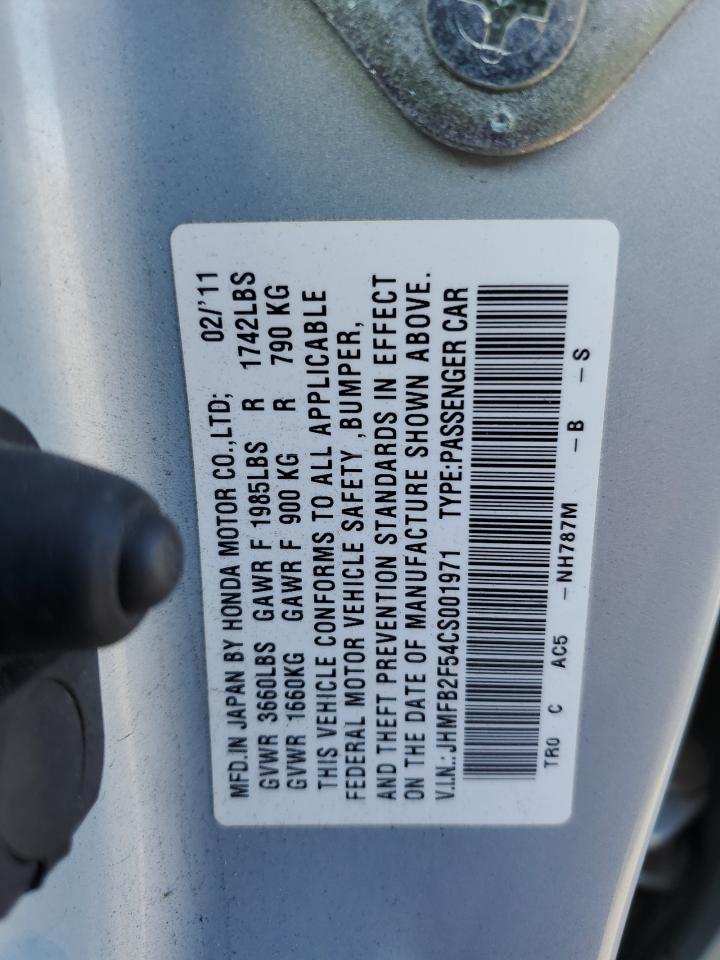 MFD.IN JAPAN BY HONDA MOTOR CO.,LTD; 02/'11
GVWR 3660LBS GAWR F 1985LBS R 1742LBS
GVWR 1660KG GAWR F 900 KG R 790 KG
THIS VEHICLE CONFORMS TO ALL APPLICABLE
FEDERAL MOTOR VEHICLE SAFETY ,BUMPER,
AND THEFT PREVENTION STANDARDS IN EFFECT
ON THE DATE OF MANUFACTURE SHOWN ABOVE.
V.I.N.: JHMFB2F54CS001971 TYPE:PASSENGER CAR
TR0 C AC5 -NH787M -B -S